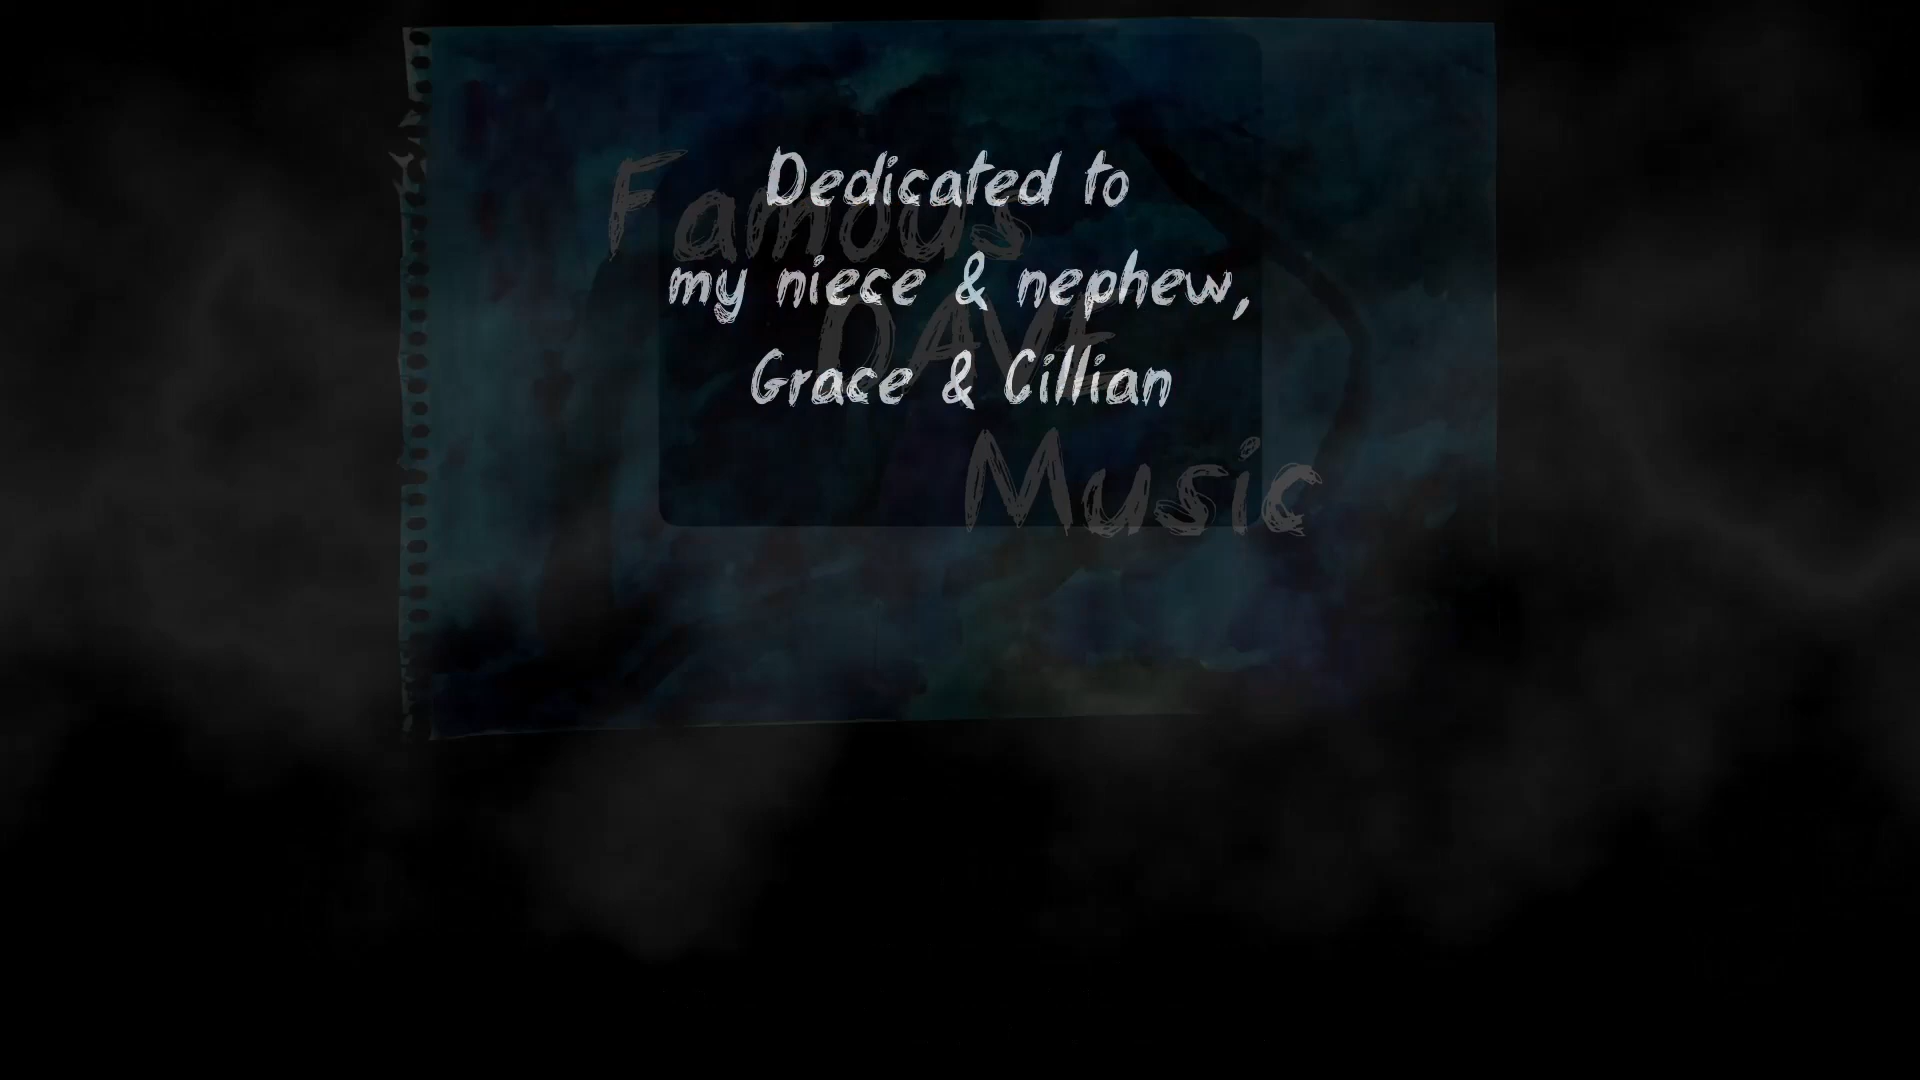 Dedicated to
my niece & nephew,
Grace & Cillian
Famous
DAVE
Music